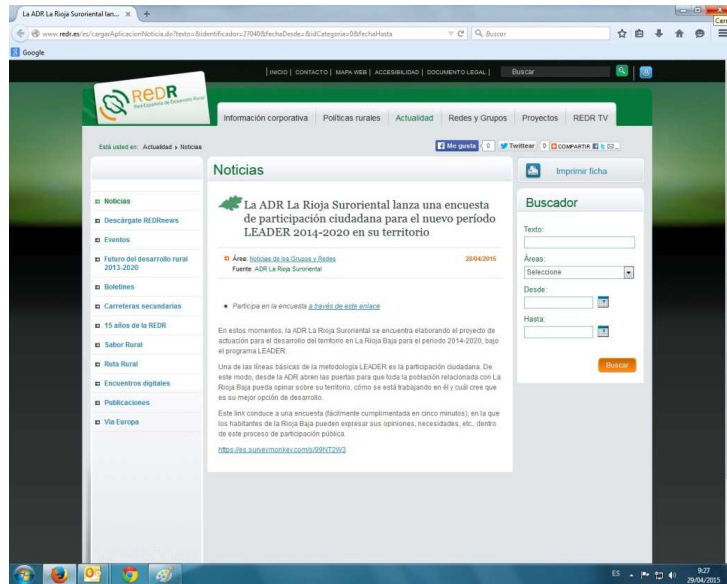 La ADR La Rioja Suroriental lan...
www.redr.es/es/cargarAplicacionNoticia.do?texto=&identificador=27040&fechaDesde=&idCategoria=0&fechaHasta
Buscar
Google
INICIO | CONTACTO | MAPA WEB | ACCESIBILIDAD | DOCUMENTO LEGAL |
Buscar
ReDR
Red Española de Desarrollo Rural
Información corporativa
Políticas rurales
Actualidad
Redes y Grupos
Proyectos
REDR TV
Está usted en: Actualidad > Noticias
Me gusta 0
Twittear 0
COMPARTIR
Noticias
Descárgate REDRnews
Eventos
Futuro del desarrollo rural
2013-2020
Boletines
Carreteras secundarias
15 años de la REDR
Sabor Rural
Ruta Rural
Encuentros digitales
Publicaciones
Vía Europa
Noticias
La ADR La Rioja Suroriental lanza una encuesta
de participación ciudadana para el nuevo período
LEADER 2014-2020 en su territorio
Área: Noticias de los Grupos y Redes
28/04/2015
Fuente: ADR La Rioja Suroriental
Participa en la encuesta a través de este enlace
En estos momentos, la ADR La Rioja Suroriental se encuentra elaborando el proyecto de
actuación para el desarrollo del territorio en La Rioja Baja para el periodo 2014-2020, bajo
el programa LEADER.
Una de las líneas básicas de la metodología LEADER es la participación ciudadana. De
este modo, desde la ADR abren las puertas para que toda la población relacionada con La
Rioja Baja pueda opinar sobre su territorio, cómo se está trabajando en él y cuál cree que
es su mejor opción de desarrollo.
Este link conduce a una encuesta (fácilmente cumplimentada en cinco minutos), en la que
los habitantes de la Rioja Baja pueden expresar sus opiniones, necesidades, etc., dentro
de este proceso de participación pública.
https://es.surveymonkey.com/s/99NT2W3
Imprimir ficha
Buscador
Texto:
Áreas:
Seleccione
Desde:
Hasta:
Buscar
ES
9:27
29/04/2015